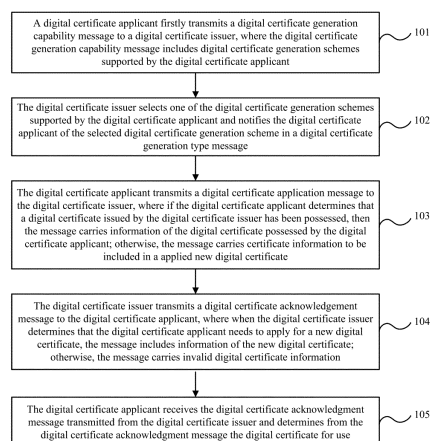 A digital certificate applicant firstly transmits a digital certificate generation
capability message to a digital certificate issuer, where the digital certificate
generation capability message includes digital certificate generation schemes
supported by the digital certificate applicant
101
The digital certificate issuer selects one of the digital certificate generation schemes
supported by the digital certificate applicant and notifies the digital certificate
applicant of the selected digital certificate generation scheme in a digital certificate
generation type message
102
The digital certificate applicant transmits a digital certificate application message to
the digital certificate issuer, where if the digital certificate applicant determines that
a digital certificate issued by the digital certificate issuer has been possessed, then
the message carries information of the digital certificate possessed by the digital
certificate applicant; otherwise, the message carries certificate information to be
included in a applied new digital certificate
103
The digital certificate issuer transmits a digital certificate acknowledgement
message to the digital certificate applicant, where when the digital certificate issuer
determines that the digital certificate applicant needs to apply for a new digital
certificate, the message includes information of the new digital certificate;
otherwise, the message carries invalid digital certificate information
104
The digital certificate applicant receives the digital certificate acknowledgment
message transmitted from the digital certificate issuer and determines from the
digital certificate acknowledgment message the digital certificate for use
105